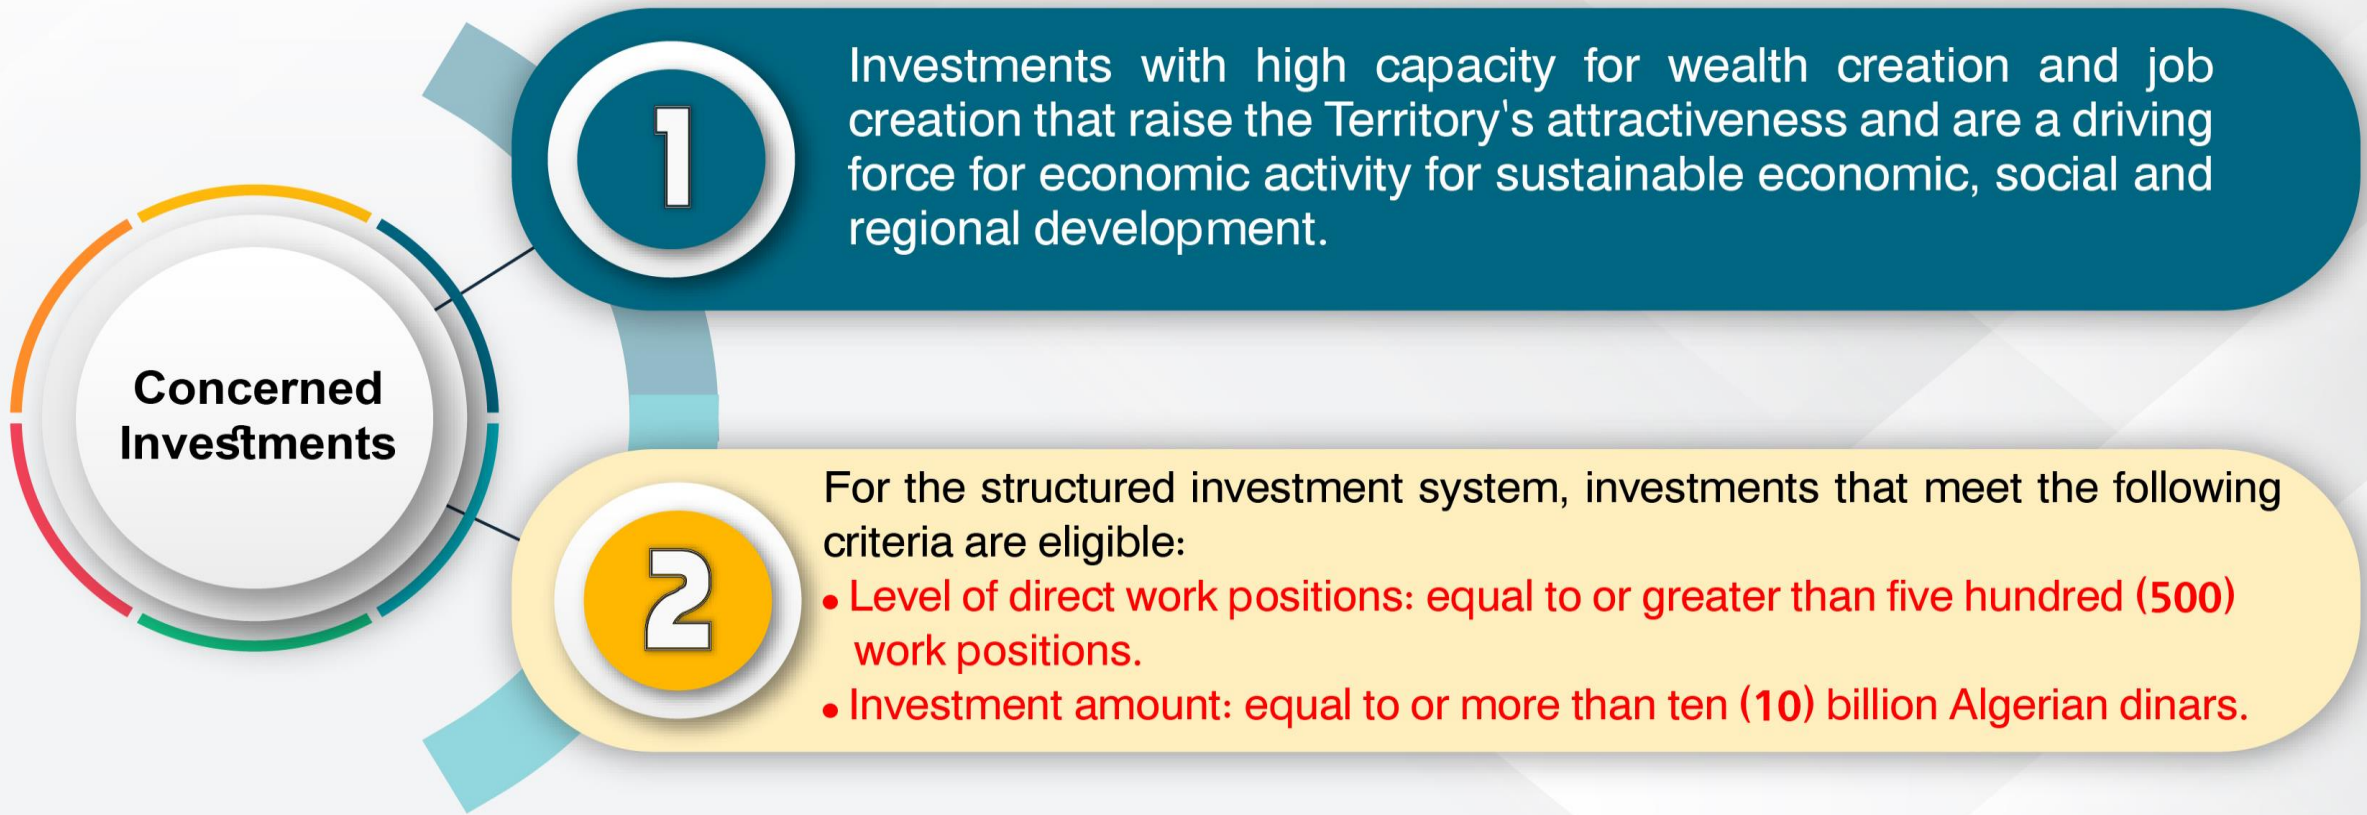 Concerned
Investments
1
Investments with high capacity for wealth creation and job
creation that raise the Territory's attractiveness and are a driving
force for economic activity for sustainable economic, social and
regional development.
2
For the structured investment system, investments that meet the following
criteria are eligible:
• Level of direct work positions: equal to or greater than five hundred (500)
work positions.
• Investment amount: equal to or more than ten (10) billion Algerian dinars.